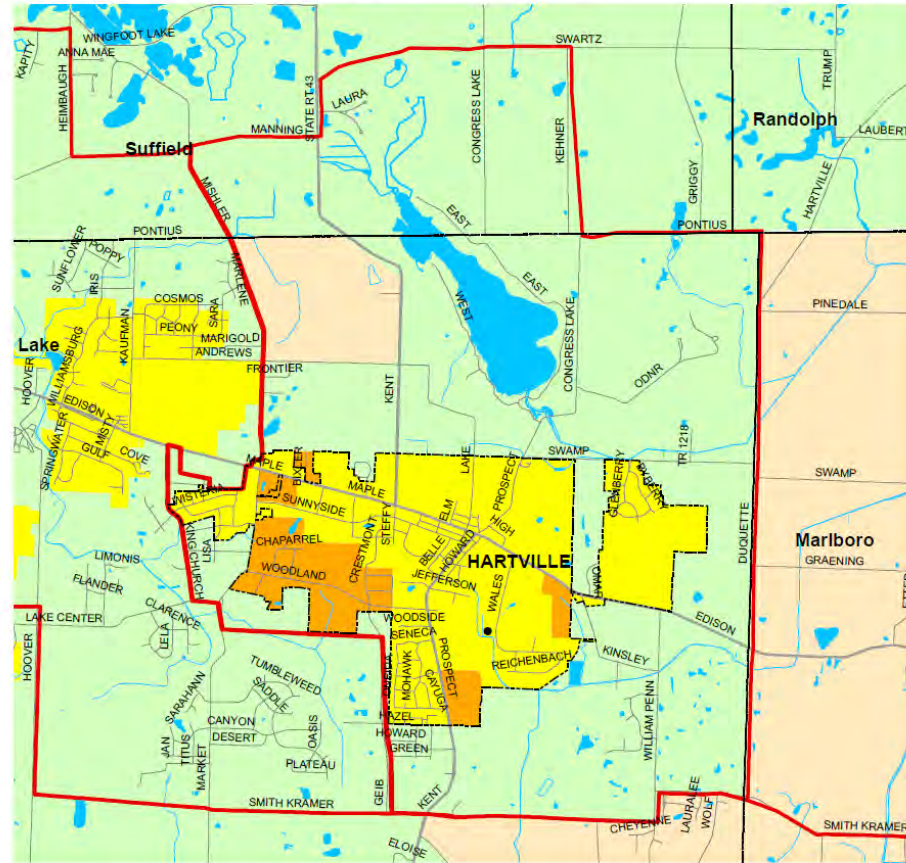 WINGFOOT LAKE
ANNA MAE
KAPITY
HEIMBAUGH
STATE RT 43
LAURA
MANNING
Suffield
MISHLER
SWARTZ
CONGRESS LAKE
KEHNER
TRUMP
Randolph
LAUBERT
GRIGGY
HARTVILLE
PONTIUS
PONTIUS
SUNFLOWER
POPPY
IRIS
MARLENE
EAST
EAST
WEST
COSMOS
SARA
PEONY
MARIGOLD
ANDREWS
KAUFMAN
WILLIAMSBURG
Lake
HOOVER
FRONTIER
KENT
CONGRESS LAKE
ODNR
PINEDALE
EDISON
MISTY
SPRINGWATER
GULF
COVE
MAPLE
BIXLER
MAPLE
LAKE
SWAMP
TR 1218
SWAMP
WISTERIA
SUNNYSIDE
STEFFY
ELM
PROSPECT
HIGH
GLENBERRY
DUQUETTE
KING CHURCH
LISA
CHAPARREL
CRESTMONT
BELLE
HOWARD
HARTVILLE
Marlboro
GRAENING
LIMONIS
WOODLAND
JEFFERSON
WALES
FLANDER
LAKE CENTER
CLARENCE
LELA
WOODSIDE
SENECA
EDISON
HOOVER
TUMBLEWEED
SADDLE
MOHAWK
CAYUGA
PROSPECT
REICHENBACH
KINSLEY
SARAHANN
CANYON
DESERT
OASIS
HAZEL
HOWARD
GREEN
WILLIAM PENN
JAN
TITUS
MARKET
PLATEAU
GEIB
KENT
SMITH KRAMER
CHEYENNE
LAURALEE
WOLF
SMITH KRAMER
ELOISE